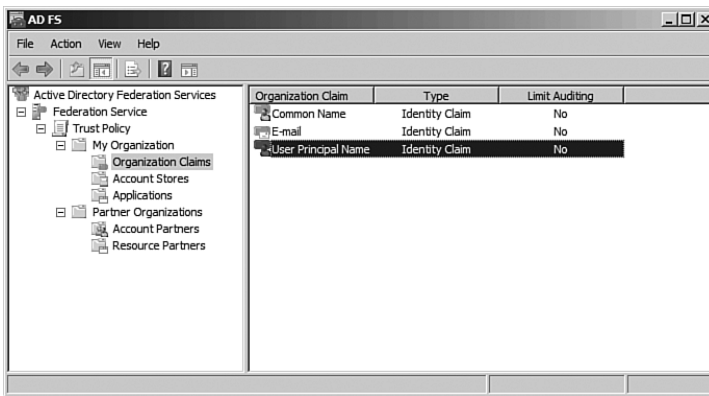 AD FS
File Action View Help
Active Directory Federation Services
Federation Service
Trust Policy
My Organization
Organization Claims
Account Stores
Applications
Partner Organizations
Account Partners
Resource Partners
Organization Claim Type Limit Auditing
Common Name Identity Claim No
E-mail Identity Claim No
User Principal Name Identity Claim No